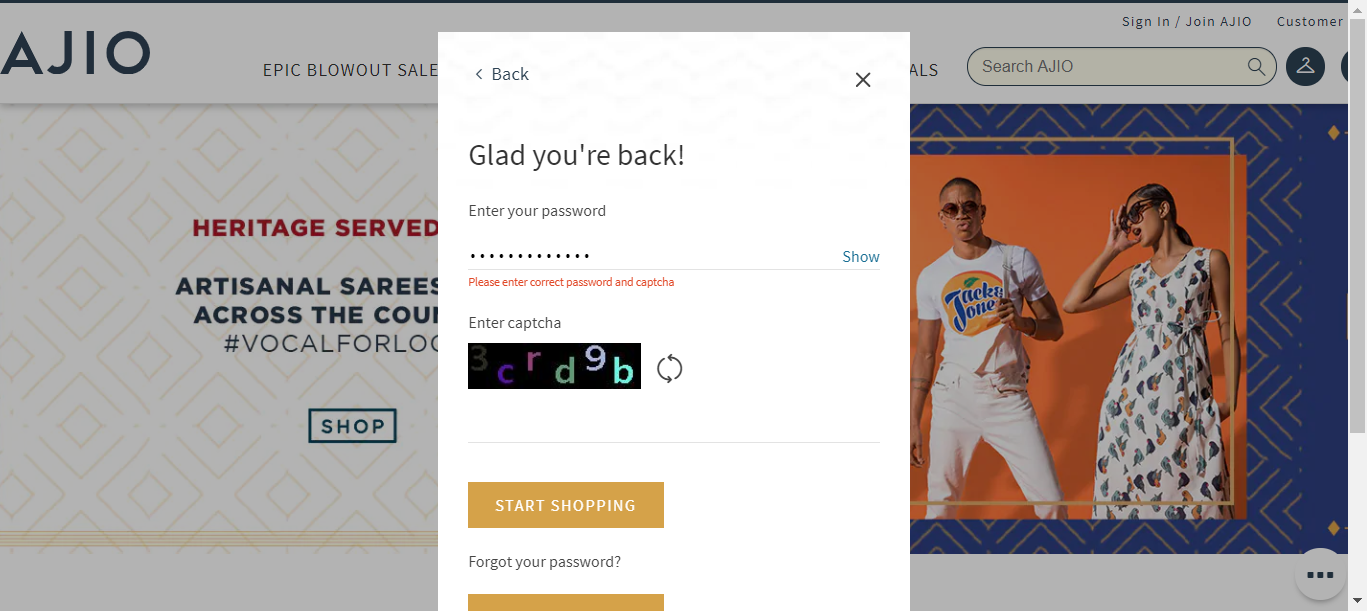 Sign In / Join AJIO Customer
AJIO
EPIC BLOWOUT SALE
ALS
Search AJIO
Back
Glad you're back!
Enter your password
Show
Please enter correct password and captcha
Enter captcha
3crd9b
START SHOPPING
Forgot your password?
HERITAGE SERVED
ARTISANAL SAREES
ACROSS THE COU
#VOCALFORLOC
SHOP
Jack &
Jones